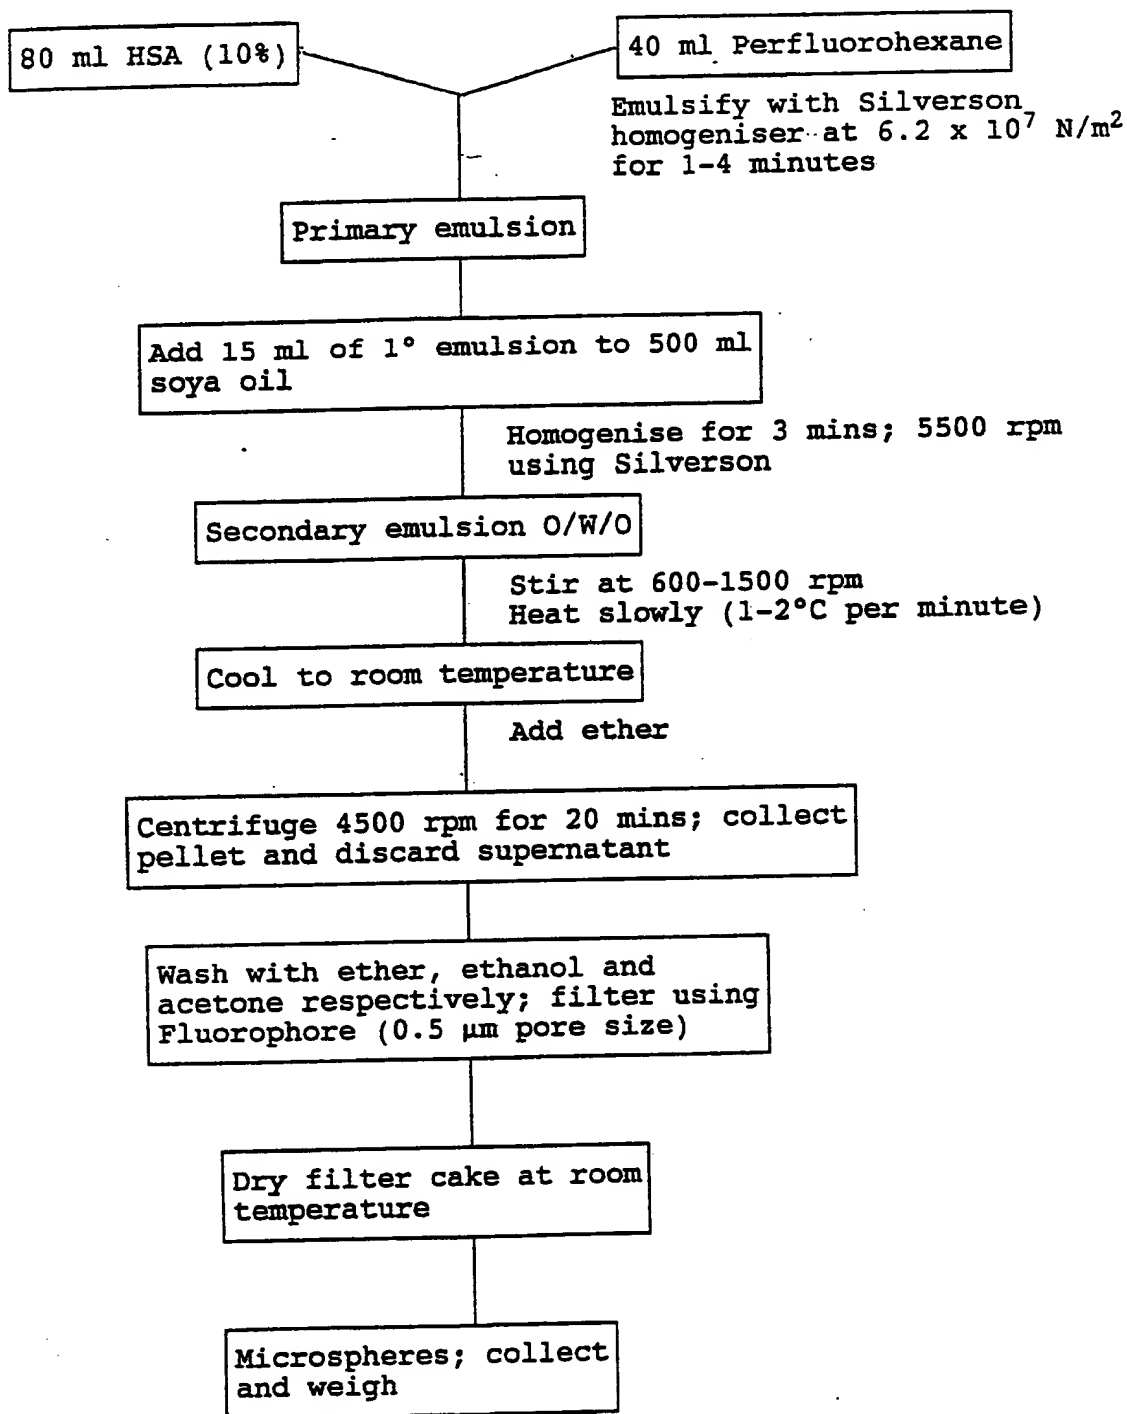 80 ml HSA (10%)
40 ml Perfluorohexane
Emulsify with Silverson
homogeniser at 6.2 x 10⁷ N/m²
for 1-4 minutes
Primary emulsion
Add 15 ml of 1° emulsion to 500 ml
soya oil
Homogenise for 3 mins; 5500 rpm
using Silverson
Secondary emulsion O/W/O
Stir at 600-1500 rpm
Heat slowly (1-2°C per minute)
Cool to room temperature
Add ether
Centrifuge 4500 rpm for 20 mins; collect
pellet and discard supernatant
Wash with ether, ethanol and
acetone respectively; filter using
Fluorophore (0.5 µm pore size)
Dry filter cake at room
temperature
Microspheres; collect
and weigh